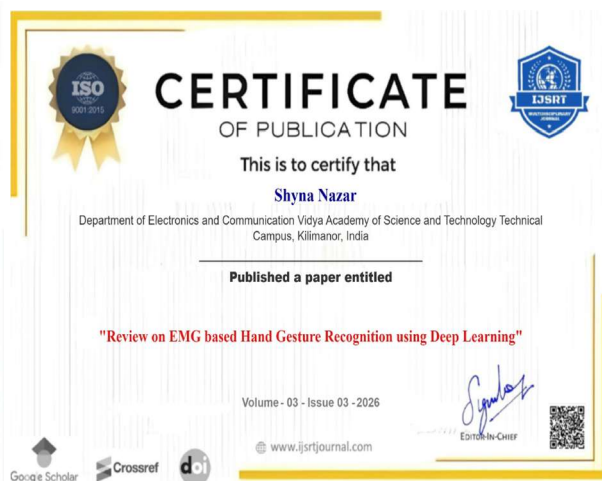 ISO
9001:2015
CERTIFICATE
OF PUBLICATION
IJSRT
MULTIDISCIPLINARY
JOURNAL
This is to certify that
Shyna Nazar
Department of Electronics and Communication Vidya Academy of Science and Technology Technical
Campus, Kilimanor, India
Published a paper entitled
"Review on EMG based Hand Gesture Recognition using Deep Learning"
Volume - 03 - Issue 03 -2026
EDITOR-IN-CHIEF
www.ijsrtjournal.com
Google Scholar
Crossref
doi